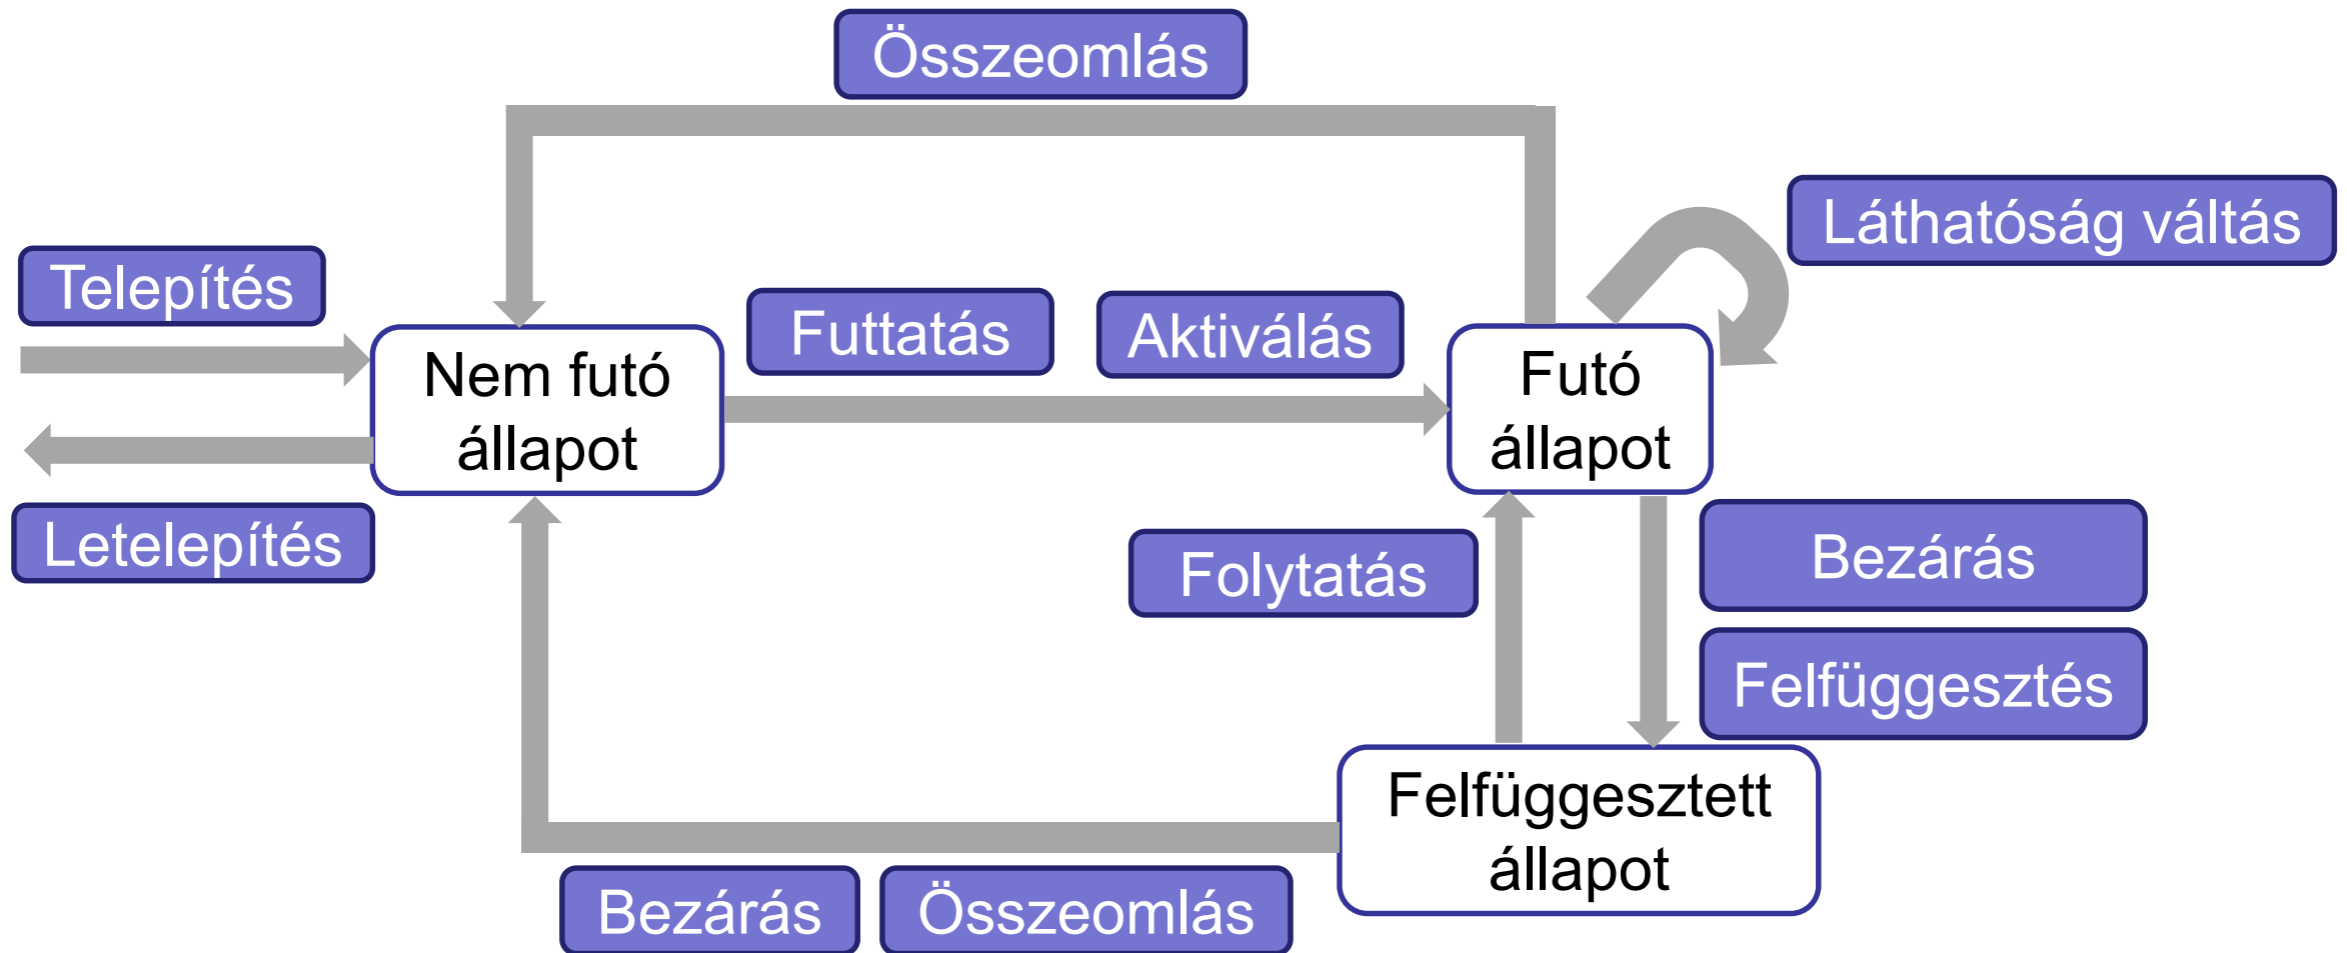 Összeomlás
Láthatóság váltás
Telepítés
Futtatás
Aktiválás
Nem futó
állapot
Futó
állapot
Letelepítés
Folytatás
Bezárás
Felfüggesztés
Felfüggesztett
állapot
Bezárás
Összeomlás